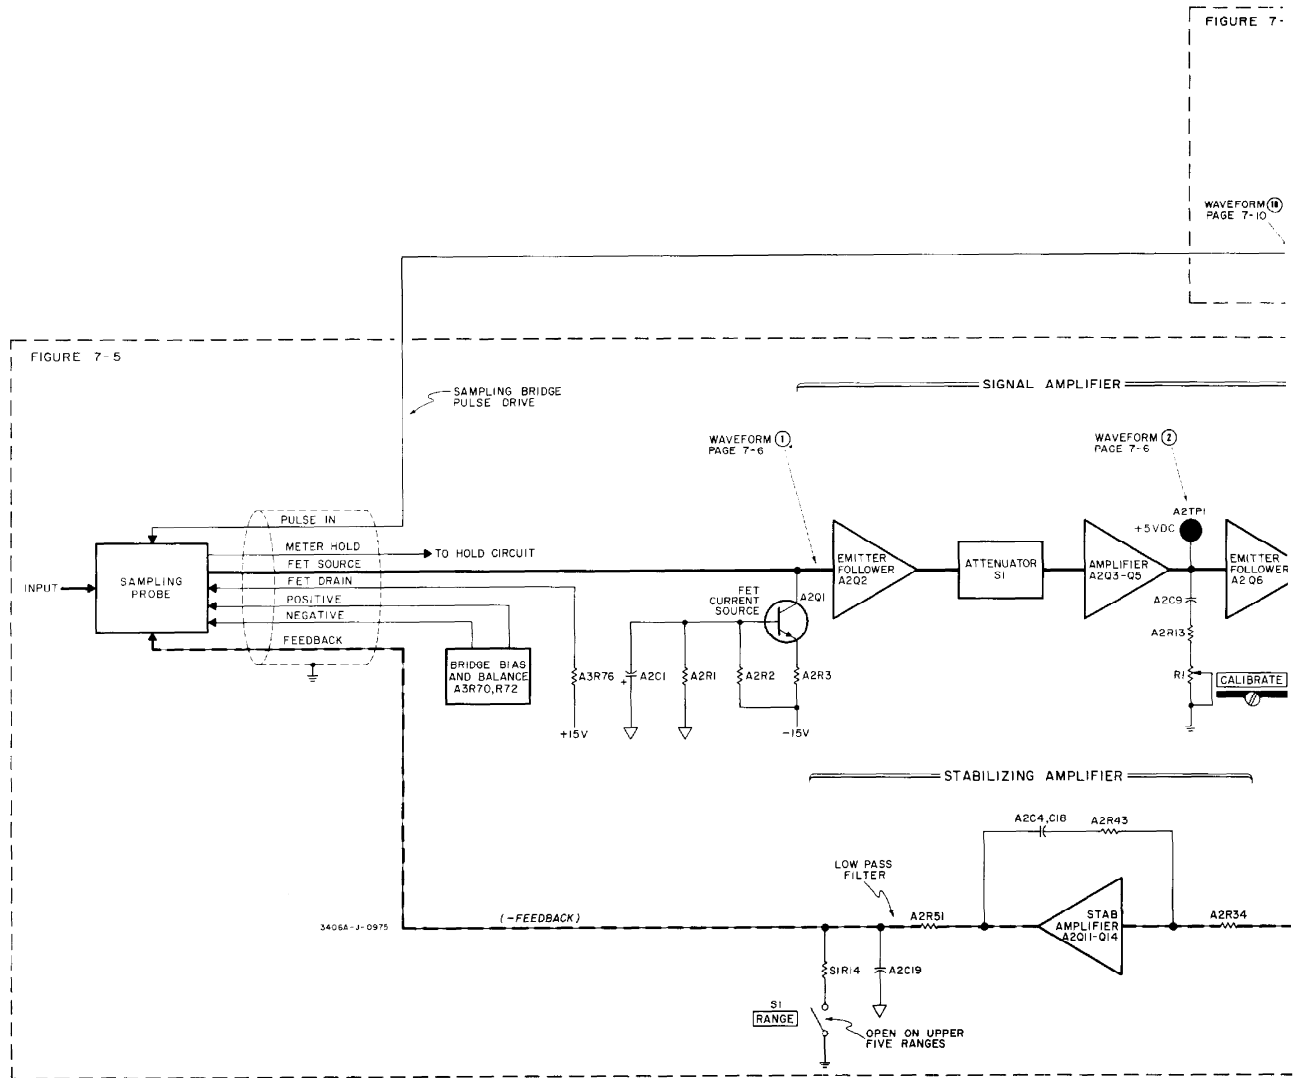 FIGURE 7-
WAVEFORM 10
PAGE 7-10
FIGURE 7-5
SAMPLING BRIDGE
PULSE DRIVE
SIGNAL AMPLIFIER
WAVEFORM 1
PAGE 7-6
WAVEFORM 2
PAGE 7-6
A2TP1
+5VDC
PULSE IN
METER HOLD
TO HOLD CIRCUIT
FET SOURCE
FET DRAIN
POSITIVE
NEGATIVE
FEEDBACK
INPUT
SAMPLING
PROBE
BRIDGE BIAS
AND BALANCE
A3R70,R72
A3R76
+15V
A2C1
+
A2R1
A2R2
A2R3
-15V
FET
CURRENT
SOURCE
A2Q1
EMITTER
FOLLOWER
A2Q2
ATTENUATOR
S1
AMPLIFIER
A2Q3-Q5
EMITTER
FOLLOWER
A2Q6
A2C9
A2R13
R1
CALIBRATE
STABILIZING AMPLIFIER
A2C4,C18
A2R43
LOW PASS
FILTER
A2R51
STAB
AMPLIFIER
A2Q11-Q14
A2R34
(-FEEDBACK)
3406A-J-0975
S1R14
A2C19
S1
RANGE
OPEN ON UPPER
FIVE RANGES